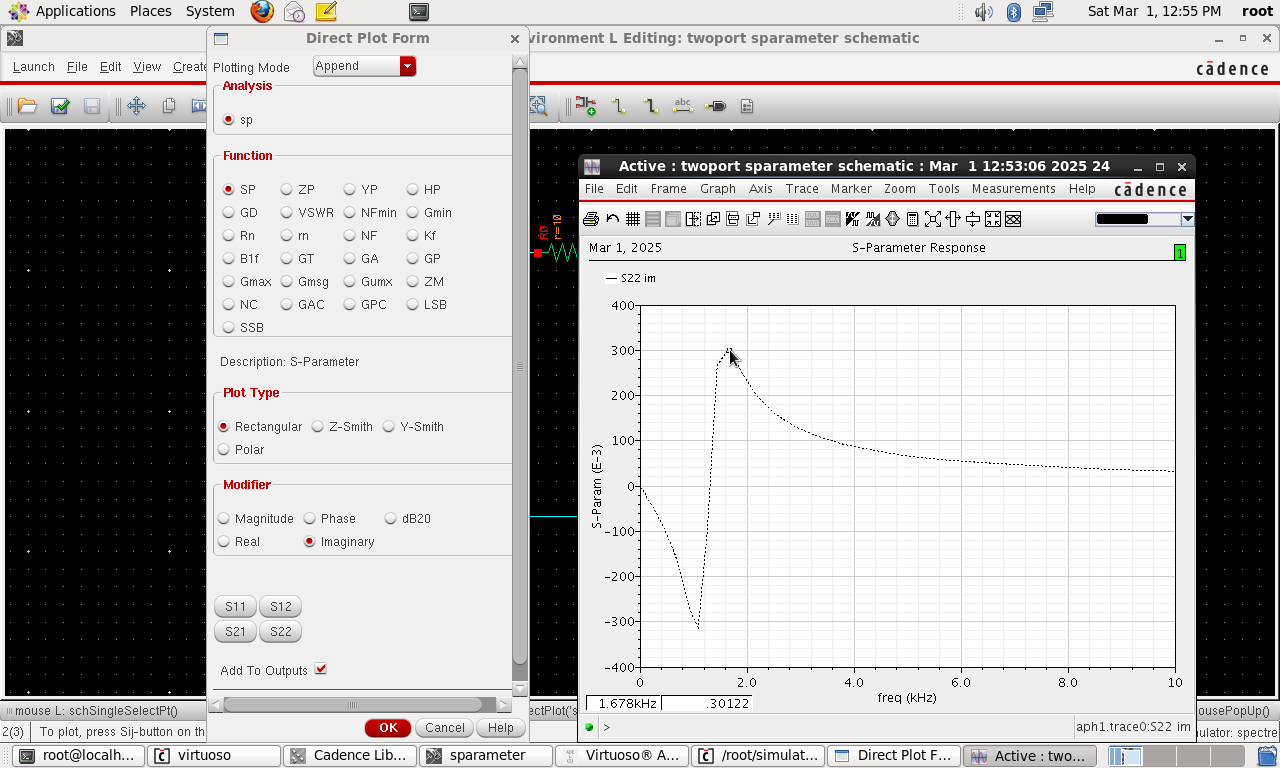 Applications Places System Sat Mar 1, 12:55 PM root
Direct Plot Form
vironment L Editing: twoport sparameter schematic
Launch File Edit View Create
cādence
Plotting Mode Append
Analysis
sp
Function
SP ZP YP HP
GD VSWR NFmin Gmin
Rn rn NF Kf
B1f GT GA GP
Gmax Gmsg Gumx ZM
NC GAC GPC LSB
SSB
Description: S-Parameter
Plot Type
Rectangular Z-Smith Y-Smith
Polar
Modifier
Magnitude Phase dB20
Real Imaginary
S11 S12
S21 S22
Add To Outputs
OK Cancel Help
abc
R0
r=10
Active : twoport sparameter schematic : Mar 1 12:53:06 2025 24
File Edit Frame Graph Axis Trace Marker Zoom Tools Measurements Help
cādence
Mar 1, 2025 S-Parameter Response 1
S22 im
400
300
200
100
0
-100
-200
-300
-400
S-Param (E-3)
0 2.0 4.0 6.0 8.0 10
freq (kHz)
1.678kHz .30122
> aph1.trace0:S22 im
mouse L: schSingleSelectPt()
ectPlot('s
ousePopUp()
2(3) To plot, press Sij-button on th
nulator: spectre
root@localh... virtuoso Cadence Lib... sparameter Virtuoso® A... /root/simulat... Direct Plot F... Active : two...